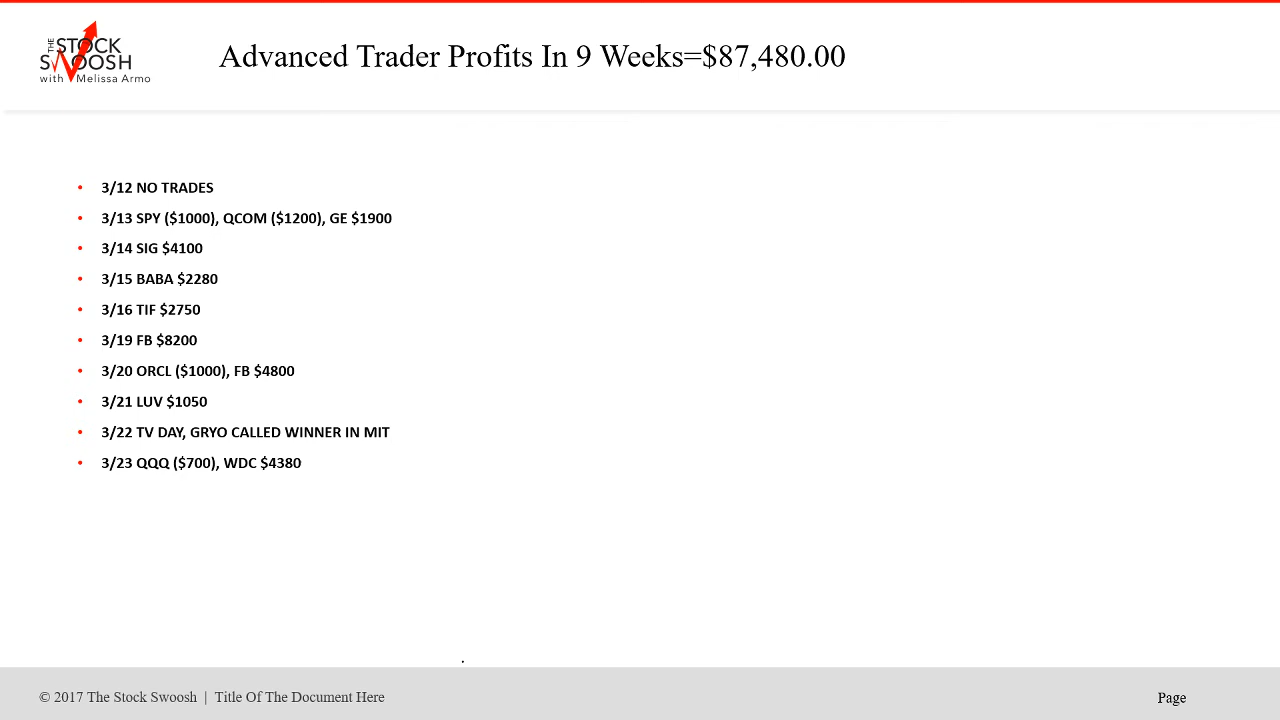 THE STOCK
SWOOSH
with Melissa Armo
Advanced Trader Profits In 9 Weeks=$87,480.00
• 3/12 NO TRADES
• 3/13 SPY ($1000), QCOM ($1200), GE $1900
• 3/14 SIG $4100
• 3/15 BABA $2280
• 3/16 TIF $2750
• 3/19 FB $8200
• 3/20 ORCL ($1000), FB $4800
• 3/21 LUV $1050
• 3/22 TV DAY, GRYO CALLED WINNER IN MIT
• 3/23 QQQ ($700), WDC $4380
.
© 2017 The Stock Swoosh | Title Of The Document Here
Page